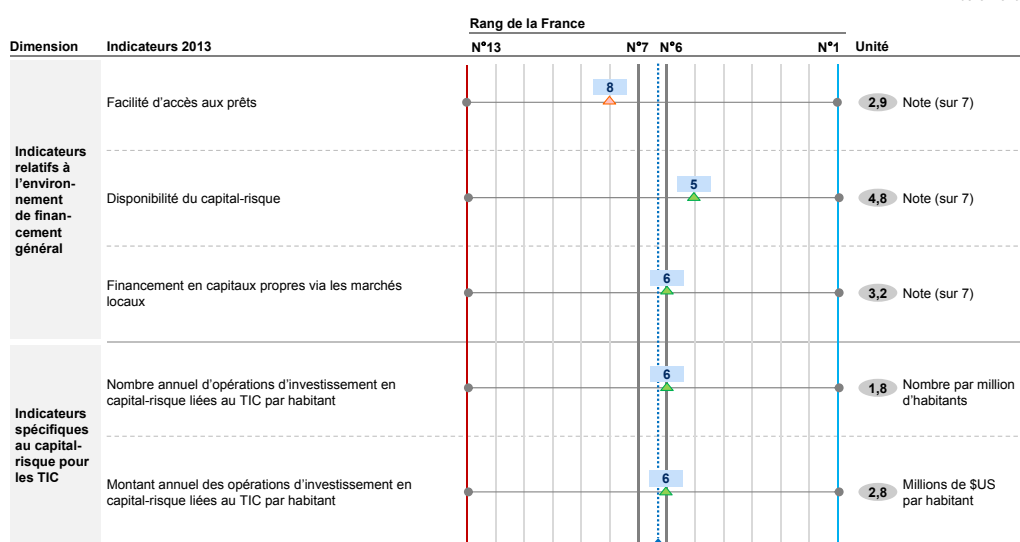 Rang de la France
Dimension Indicateurs 2013 N°13 N°7 N°6 N°1 Unité
Indicateurs
relatifs à
l'environ-
nement
de finan-
cement
général
Facilité d'accès aux prêts
8
2,9 Note (sur 7)
Disponibilité du capital-risque
5
4,8 Note (sur 7)
Financement en capitaux propres via les marchés
locaux
6
3,2 Note (sur 7)
Indicateurs
spécifiques
au capital-
risque pour
les TIC
Nombre annuel d'opérations d'investissement en
capital-risque liées au TIC par habitant
6
1,8 Nombre par million
d'habitants
Montant annuel des opérations d'investissement en
capital-risque liées au TIC par habitant
6
2,8 Millions de $US
par habitant